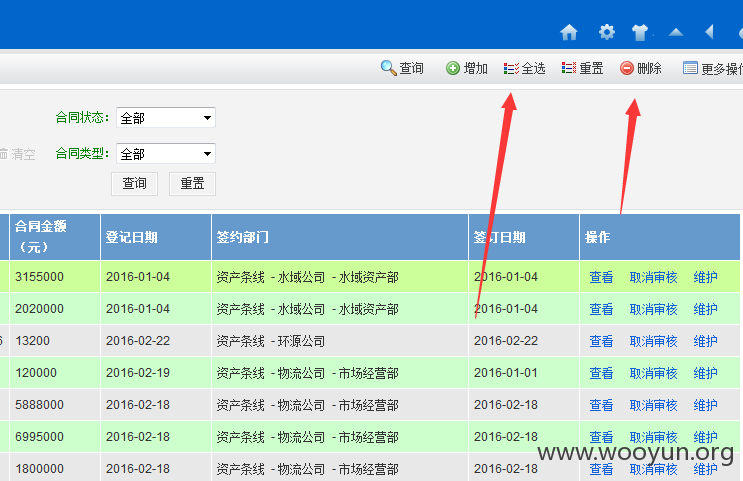 查询 增加 全选 重置 删除 更多操作
合同状态： 全部
清空 合同类型： 全部
查询 重置
合同金额（元） 登记日期 签约部门 签订日期 操作
3155000 2016-01-04 资产条线 - 水域公司 - 水域资产部 2016-01-04 查看 取消审核 维护
2020000 2016-01-04 资产条线 - 水域公司 - 水域资产部 2016-01-04 查看 取消审核 维护
6 13200 2016-02-22 资产条线 - 环源公司 2016-02-22 查看 取消审核 维护
120000 2016-02-19 资产条线 - 物流公司 - 市场经营部 2016-01-01 查看 取消审核 维护
5888000 2016-02-18 资产条线 - 物流公司 - 市场经营部 2016-02-18 查看 取消审核 维护
6995000 2016-02-18 资产条线 - 物流公司 - 市场经营部 2016-02-18 查看 取消审核 维护
1800000 2016-02-18 资产条线 - 物流公司 - 市场经营部 2016-02-18 查看 取消审核 维护
www.wooyun.org